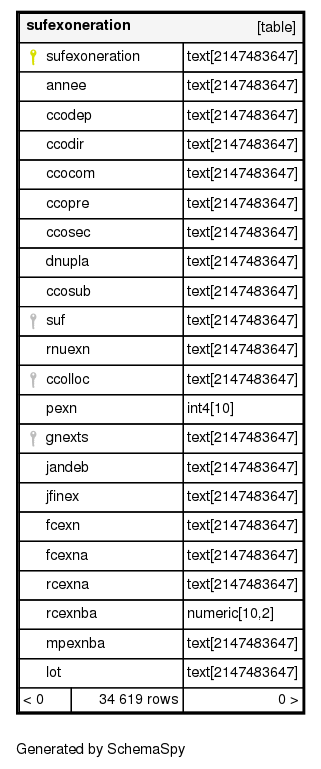 sufexoneration [table]
sufexoneration text[2147483647]
annee text[2147483647]
ccodep text[2147483647]
ccodir text[2147483647]
ccocom text[2147483647]
ccopre text[2147483647]
ccosec text[2147483647]
dnupla text[2147483647]
ccosub text[2147483647]
suf text[2147483647]
rnuexn text[2147483647]
ccolloc text[2147483647]
pexn int4[10]
gnexts text[2147483647]
jandeb text[2147483647]
jfinex text[2147483647]
fcexn text[2147483647]
fcexna text[2147483647]
rcexna text[2147483647]
rcexnba numeric[10,2]
mpexnba text[2147483647]
lot text[2147483647]
< 0 34 619 rows 0 >
Generated by SchemaSpy